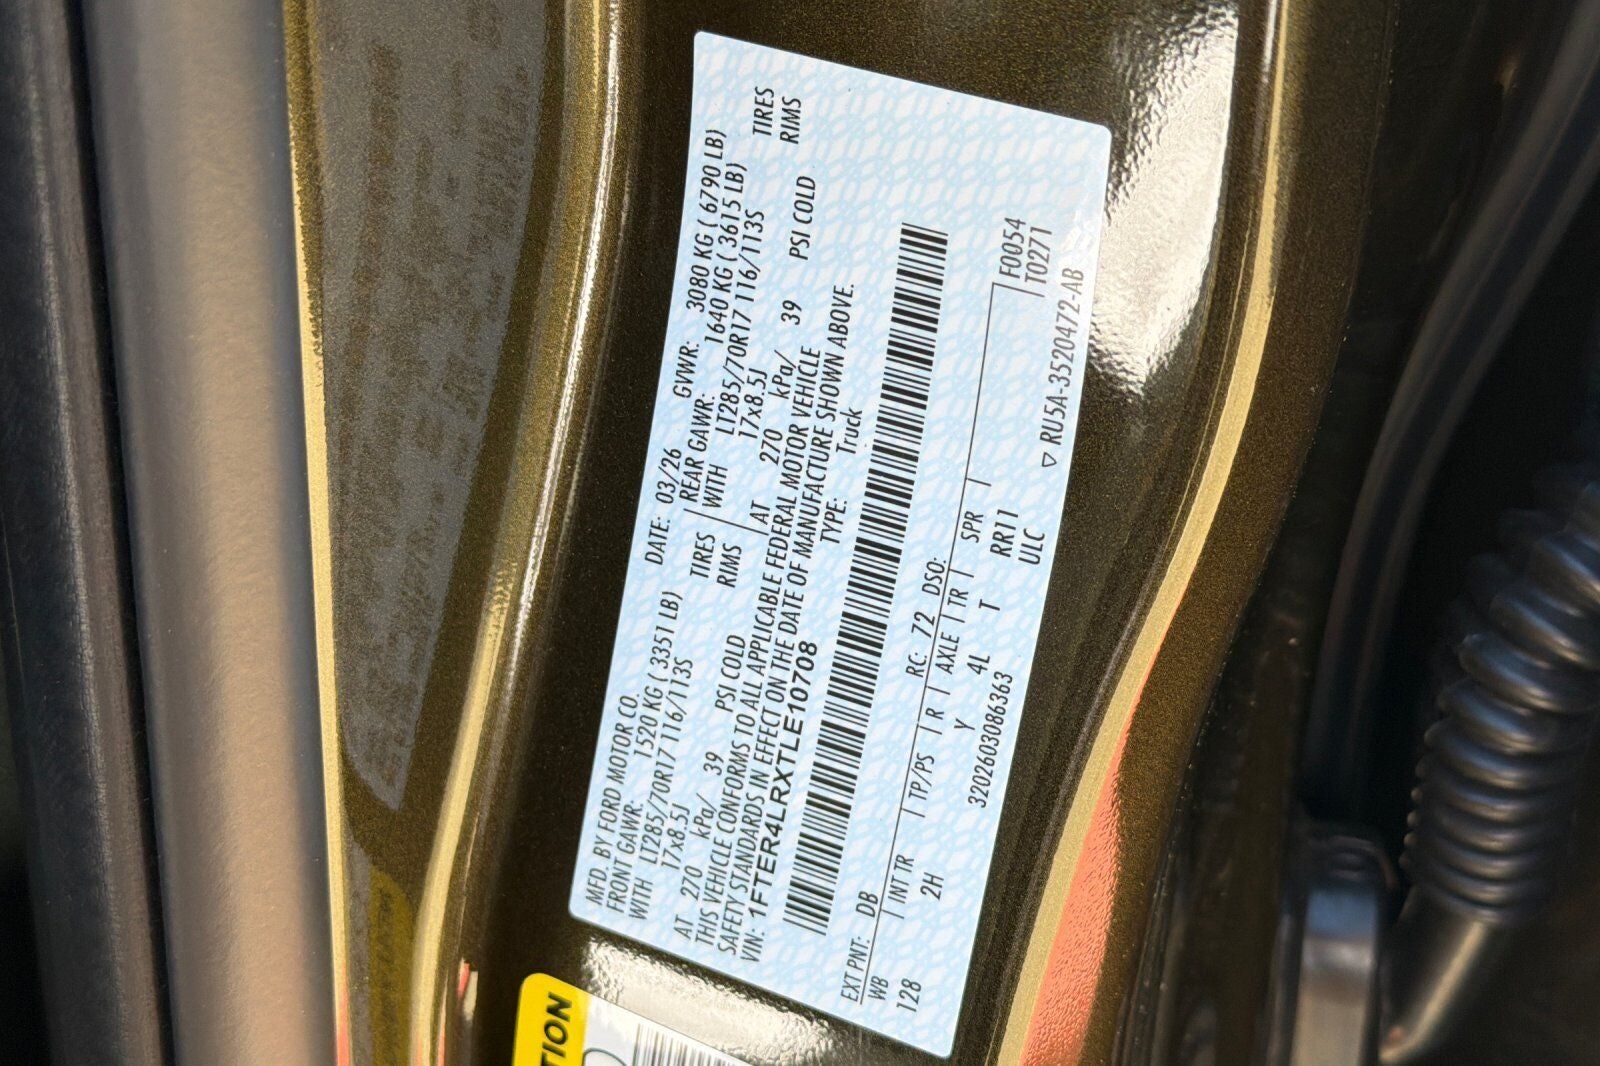 MFD. BY FORD MOTOR CO.
DATE: 03/26 GVWR: 3080 KG ( 6790 LB)
FRONT GAWR: 1520 KG ( 3351 LB) REAR GAWR: 1640 KG ( 3615 LB)
WITH LT285/70R17 116/113S TIRES WITH LT285/70R17 116/113S TIRES
17x8.5J RIMS 17x8.5J RIMS
AT 270 kPa/ 39 PSI COLD AT 270 kPa/ 39 PSI COLD
THIS VEHICLE CONFORMS TO ALL APPLICABLE FEDERAL MOTOR VEHICLE
SAFETY STANDARDS IN EFFECT ON THE DATE OF MANUFACTURE SHOWN ABOVE.
VIN: 1FTER4LRXTLE10708 TYPE: Truck
EXT PNT: DB RC: 72 DSO:
WB INT TR TP/PS R AXLE TR SPR F0054
128 2H Y 4L T RR11 T0271
3202603086363 ULC ▽ RU5A-3520472-AB
TION